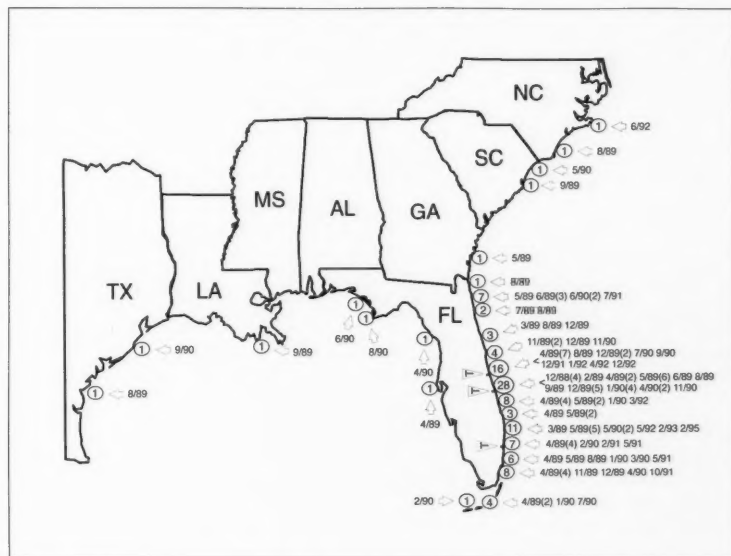 NC
① ⇦ 6/92
① ⇦ 8/89
SC
① ⇦ 5/90
① ⇦ 9/89
MS
AL
GA
TX
LA
FL
① ⇦ 5/89
① ⇦ 8/89
⑦ ⇦ 5/89 6/89(3) 6/90(2) 7/91
② ⇦ 7/89 8/89
③ ⇦ 3/89 8/89 12/89
④ ⇦ 11/89(2) 12/89 11/90
4/89(7) 8/89 12/89(2) 7/90 9/90
⑯ < 12/91 1/92 4/92 12/92
T
12/88(4) 2/89 4/89(2) 5/89(6) 6/89 8/89
㉘ < 9/89 12/89(5) 1/90(4) 4/90(2) 11/90
T
⑧ ⇦ 4/89(4) 5/89(2) 1/90 3/92
③ ⇦ 4/89 5/89(2)
⑪ ⇦ 3/89 5/89(5) 5/90(2) 5/92 2/93 2/95
T
⑦ ⇦ 4/89(4) 2/90 2/91 5/91
⑥ ⇦ 4/89 5/89 8/89 1/90 3/90 5/91
⑧ ⇦ 4/89(4) 11/89 12/89 4/90 10/91
2/90 ⇨ ①
④ ⇦ 4/89(2) 1/90 7/90
① 6/90
① 8/90
① 4/90
① 4/89
① ⇦ 9/90
① ⇦ 9/89
① ⇦ 8/89